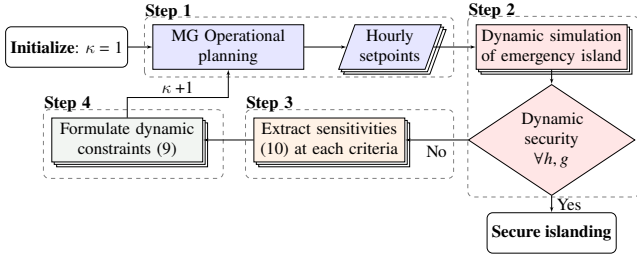 Step 1
Step 2
Initialize: κ = 1
MG Operational
planning
Hourly
setpoints
Dynamic simulation
of emergency island
κ +1
Step 4
Step 3
Formulate dynamic
constraints (9)
Extract sensitivities
(10) at each criteria
No
Dynamic
security
∀h, g
Yes
Secure islanding